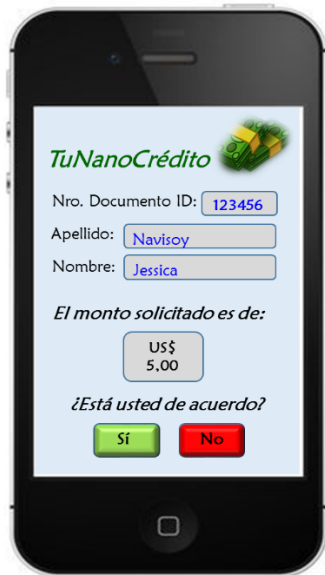 TuNanoCrédito
Nro. Documento ID: 123456
Apellido: Navisoy
Nombre: Jessica
El monto solicitado es de:
US$
5,00
¿Está usted de acuerdo?
Sí No